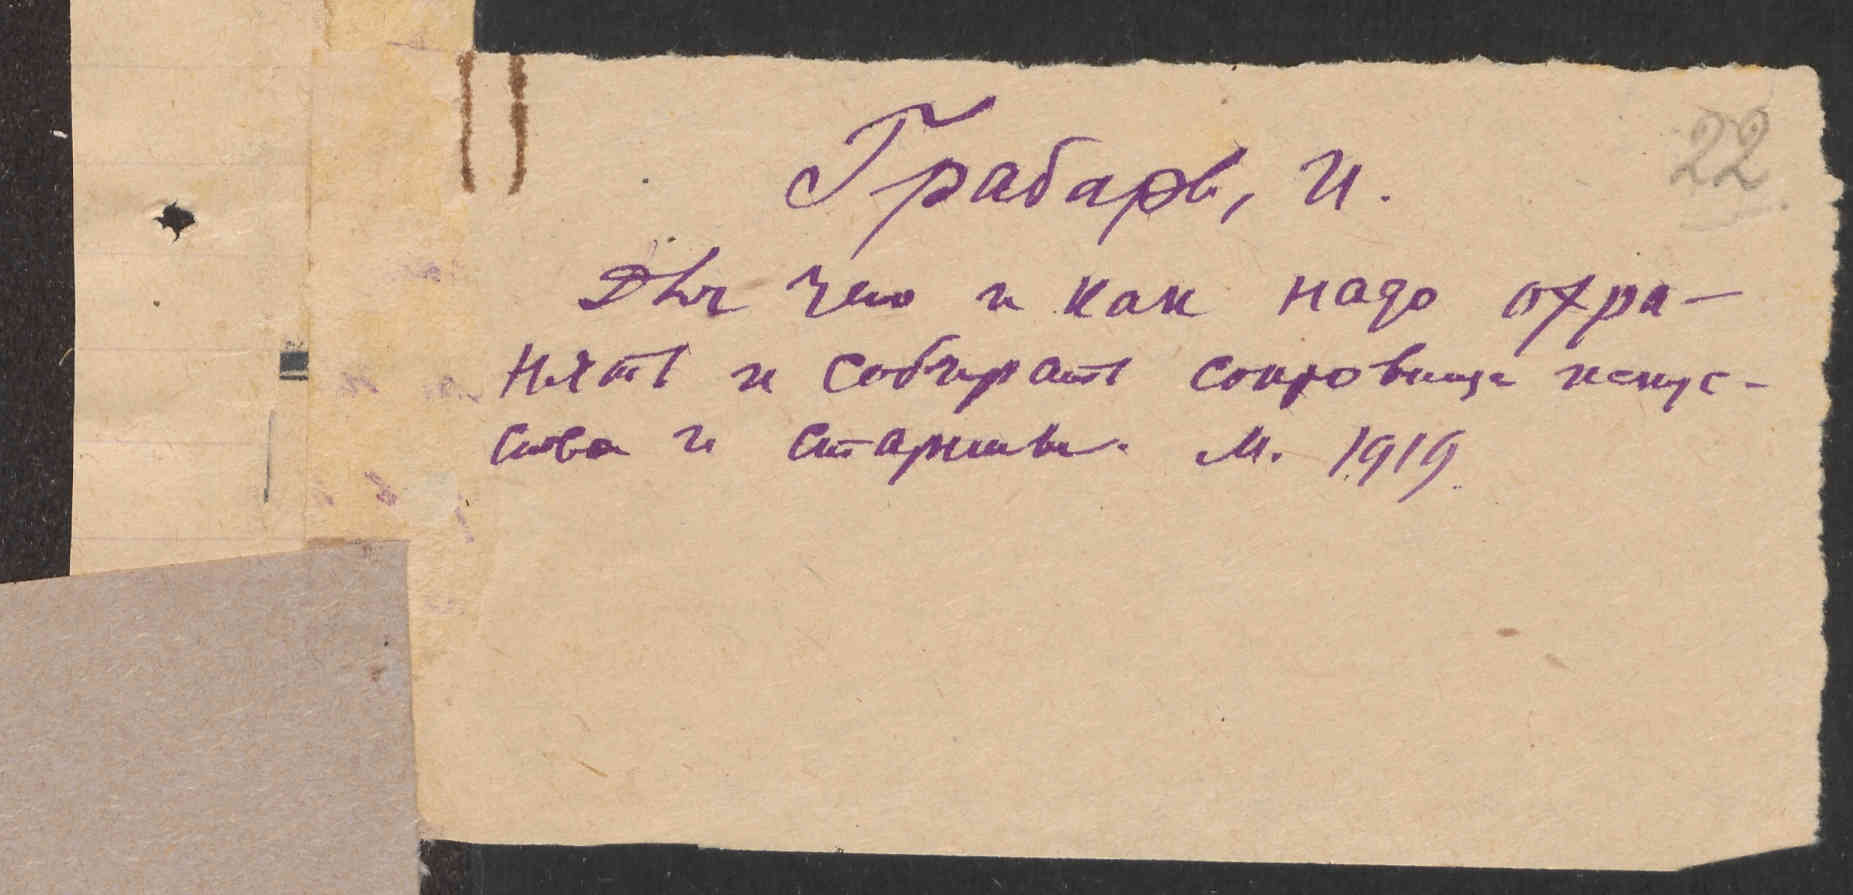 22
Грабарь, И.
Для чего и как надо охра-
нять и собирать сокровища искус-
ства и старины. М. 1919.